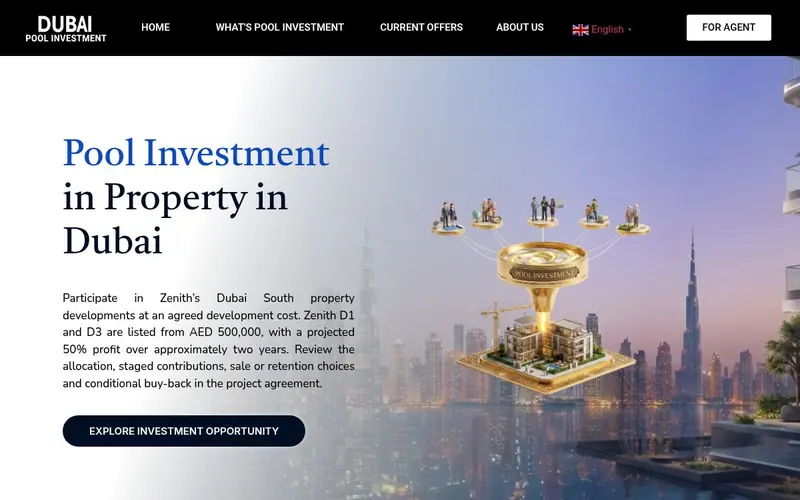 DUBAI
POOL INVESTMENT
HOME
WHAT'S POOL INVESTMENT
CURRENT OFFERS
ABOUT US
English
FOR AGENT
Pool Investment
in Property in
Dubai
POOL INVESTMENT
Participate in Zenith's Dubai South property
developments at an agreed development cost. Zenith D1
and D3 are listed from AED 500,000, with a projected
50% profit over approximately two years. Review the
allocation, staged contributions, sale or retention choices
and conditional buy-back in the project agreement.
EXPLORE INVESTMENT OPPORTUNITY